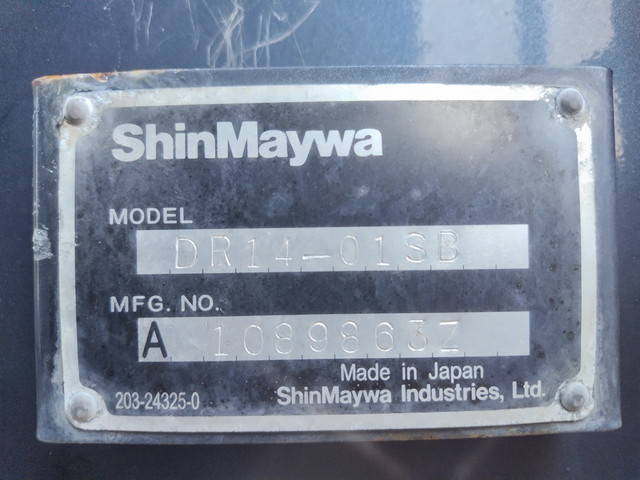 ShinMaywa
MODEL
DR14-01SB
MFG. NO.
A 1089863Z
Made in Japan
203-24325-0 ShinMaywa Industries, Ltd.